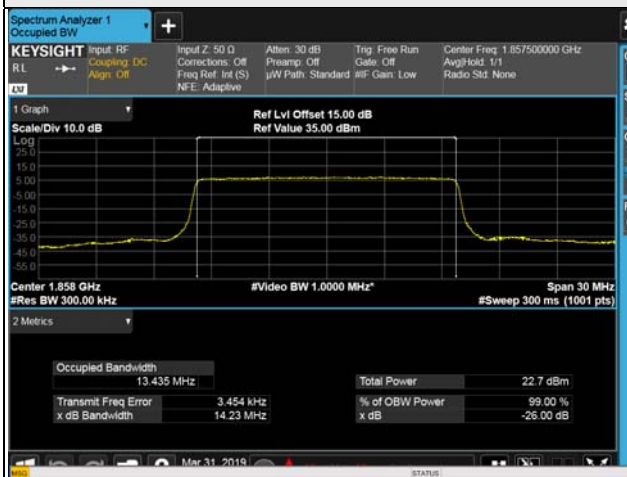 Spectrum Analyzer 1
Occupied BW
+
KEYSIGHT
RL
LXI
Input: RF
Coupling: DC
Align: Off
Input Z: 50 Ω
Corrections: Off
Freq Ref: Int (S)
NFE: Adaptive
Atten: 30 dB
Preamp: Off
µW Path: Standard
Trig: Free Run
Gate: Off
#IF Gain: Low
Center Freq: 1.857500000 GHz
Avg|Hold: 1/1
Radio Std: None
1 Graph
Scale/Div 10.0 dB
Ref Lvl Offset 15.00 dB
Ref Value 35.00 dBm
Log
25.0
15.0
5.00
-5.00
-15.0
-25.0
-35.0
-45.0
-55.0
Center 1.858 GHz
#Video BW 1.0000 MHz*
Span 30 MHz
#Res BW 300.00 kHz
#Sweep 300 ms (1001 pts)
2 Metrics
Occupied Bandwidth
13.435 MHz
Total Power 22.7 dBm
Transmit Freq Error 3.454 kHz
% of OBW Power 99.00 %
x dB Bandwidth 14.23 MHz
x dB -26.00 dB
Mar 31, 2019
MSG
STATUS